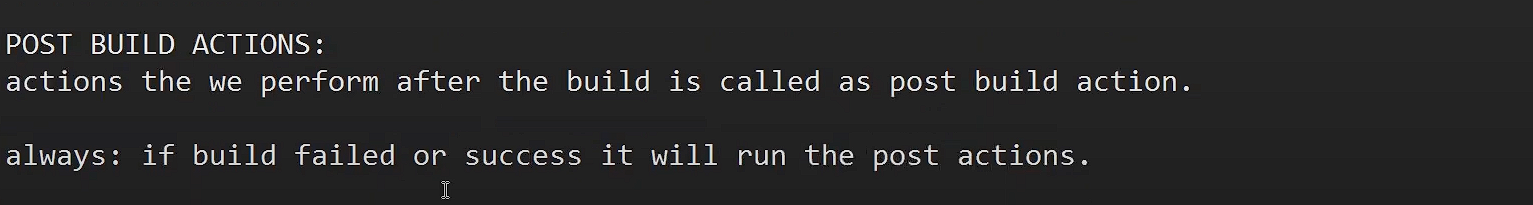 POST BUILD ACTIONS:
actions the we perform after the build is called as post build action.
always: if build failed or success it will run the post actions.